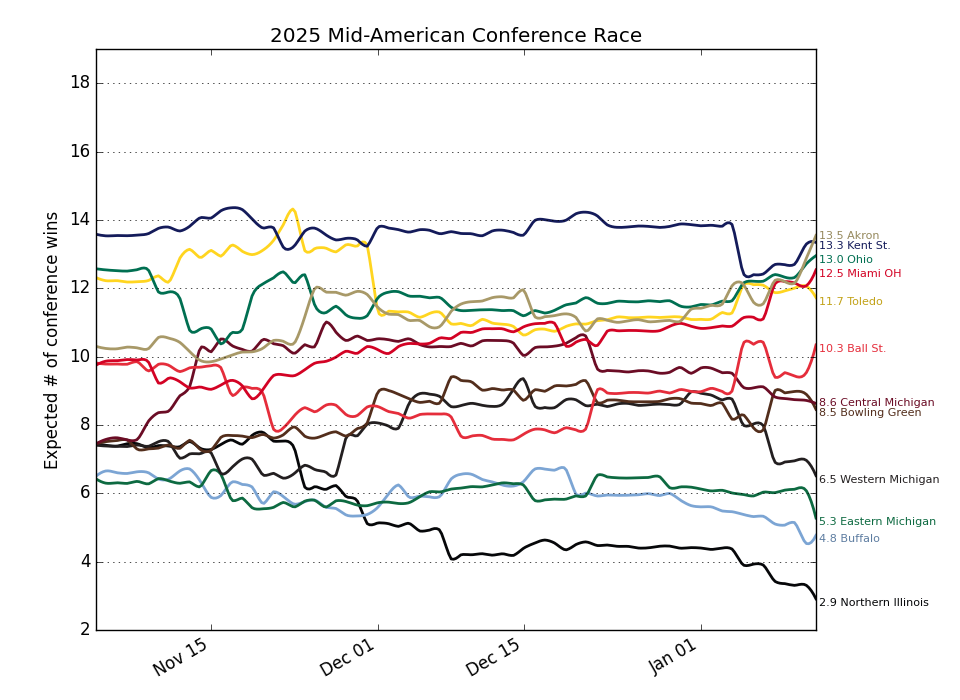 2025 Mid-American Conference Race
Expected # of conference wins
18
16
14
12
10
8
6
4
2
Nov 15
Dec 01
Dec 15
Jan 01
13.5 Akron
13.3 Kent St.
13.0 Ohio
12.5 Miami OH
11.7 Toledo
10.3 Ball St.
8.6 Central Michigan
8.5 Bowling Green
6.5 Western Michigan
5.3 Eastern Michigan
4.8 Buffalo
2.9 Northern Illinois